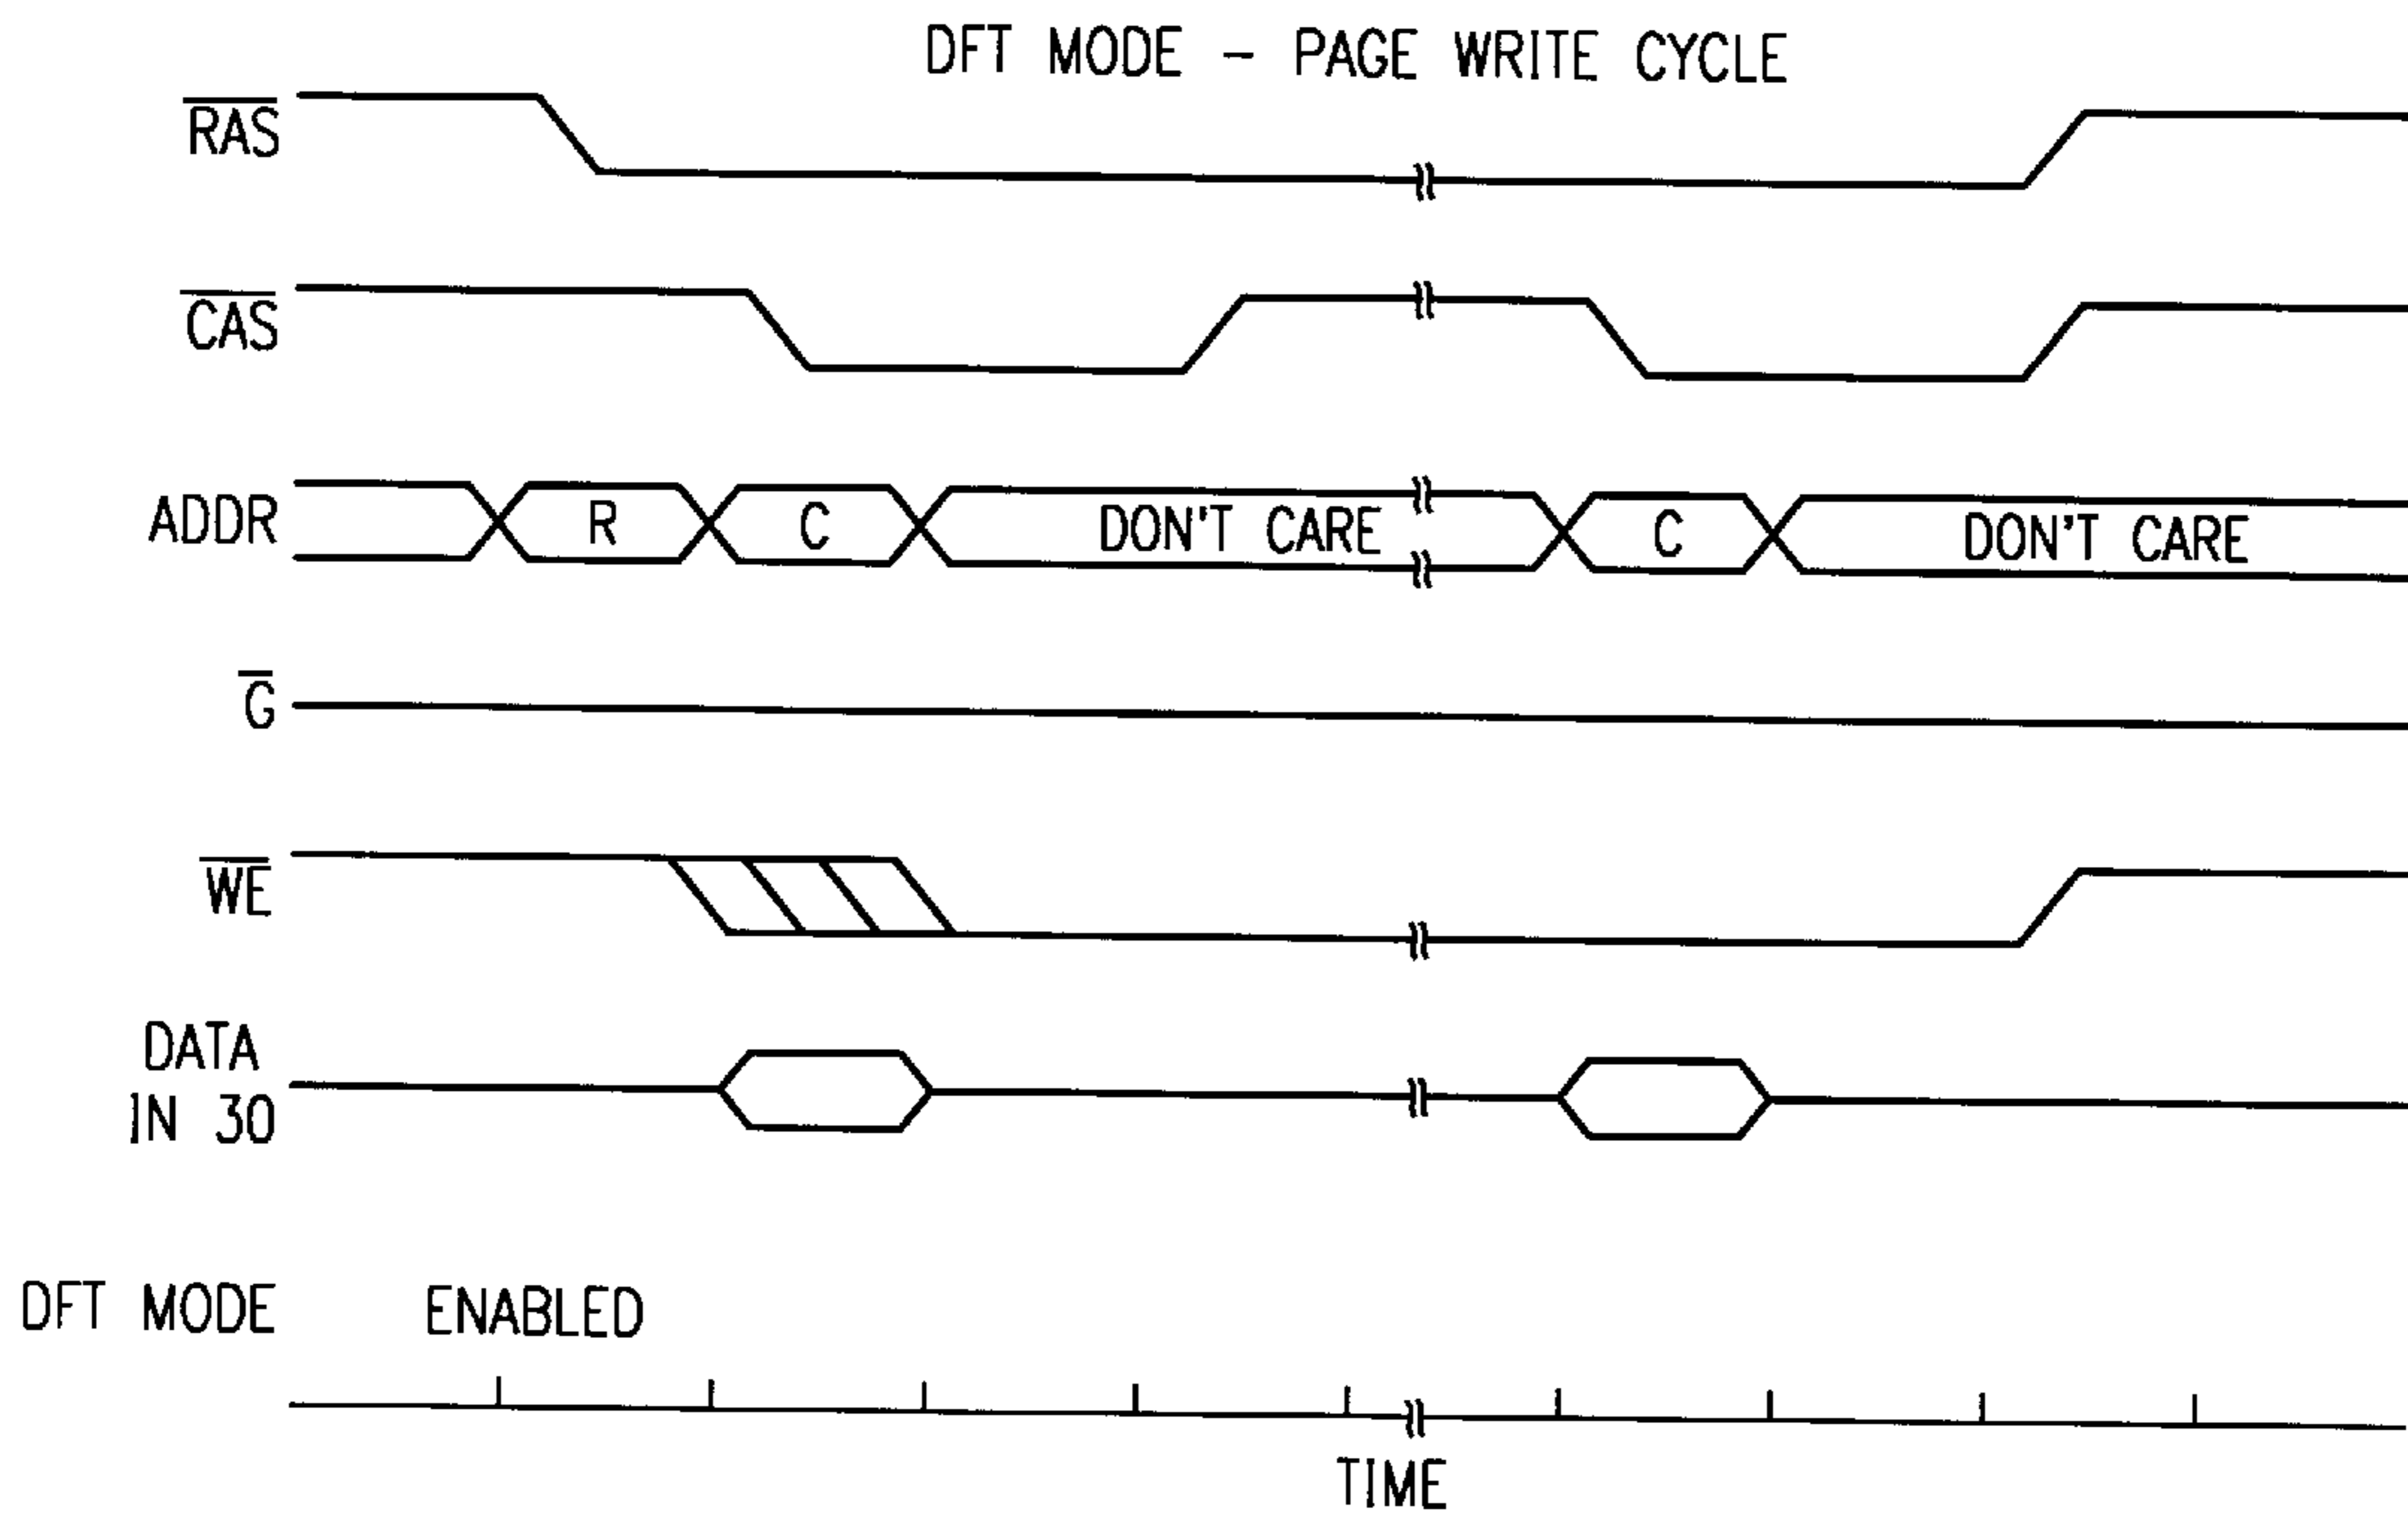 DFT MODE - PAGE WRITE CYCLE
RAS
CAS
ADDR R C DON'T CARE C DON'T CARE
G
WE
DATA
IN 30
DFT MODE ENABLED
TIME